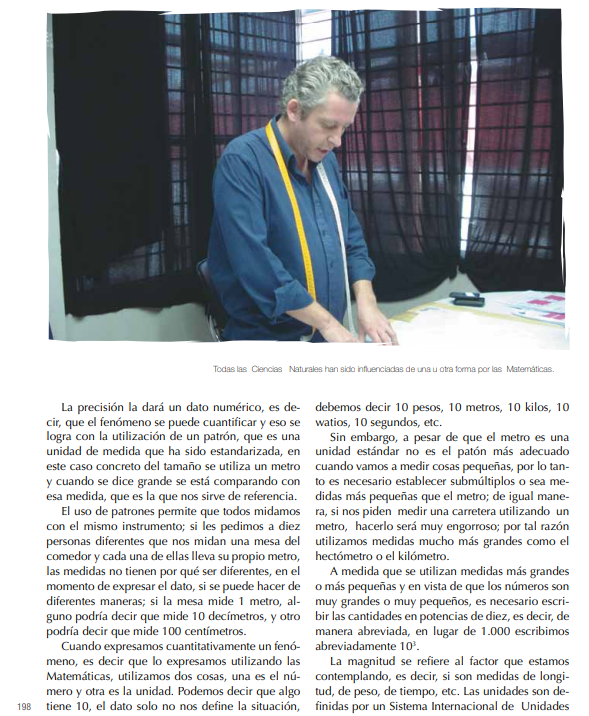 Todas las Ciencias Naturales han sido influenciadas de una u otra forma por las Matemáticas.
La precisión la dará un dato numérico, es de-
cir, que el fenómeno se puede cuantificar y eso se
logra con la utilización de un patrón, que es una
unidad de medida que ha sido estandarizada, en
este caso concreto del tamaño se utiliza un metro
y cuando se dice grande se está comparando con
esa medida, que es la que nos sirve de referencia.
El uso de patrones permite que todos midamos
con el mismo instrumento; si les pedimos a diez
personas diferentes que nos midan una mesa del
comedor y cada una de ellas lleva su propio metro,
las medidas no tienen por qué ser diferentes, en el
momento de expresar el dato, si se puede hacer de
diferentes maneras; si la mesa mide 1 metro, al-
guno podría decir que mide 10 decímetros, y otro
podría decir que mide 100 centímetros.
Cuando expresamos cuantitativamente un fenó-
meno, es decir que lo expresamos utilizando las
Matemáticas, utilizamos dos cosas, una es el nú-
mero y otra es la unidad. Podemos decir que algo
tiene 10, el dato solo no nos define la situación,
debemos decir 10 pesos, 10 metros, 10 kilos, 10
watios, 10 segundos, etc.
Sin embargo, a pesar de que el metro es una
unidad estándar no es el patón más adecuado
cuando vamos a medir cosas pequeñas, por lo tan-
to es necesario establecer submúltiplos o sea me-
didas más pequeñas que el metro; de igual mane-
ra, si nos piden medir una carretera utilizando un
metro, hacerlo será muy engorroso; por tal razón
utilizamos medidas mucho más grandes como el
hectómetro o el kilómetro.
A medida que se utilizan medidas más grandes
o más pequeñas y en vista de que los números son
muy grandes o muy pequeños, es necesario escri-
bir las cantidades en potencias de diez, es decir, de
manera abreviada, en lugar de 1.000 escribimos
abreviadamente 10³.
La magnitud se refiere al factor que estamos
contemplando, es decir, si son medidas de longi-
tud, de peso, de tiempo, etc. Las unidades son de-
finidas por un Sistema Internacional de Unidades
198